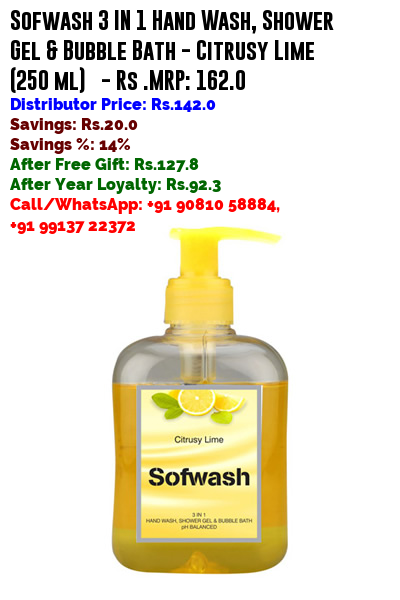 Sofwash 3 IN 1 Hand Wash, Shower
Gel & Bubble Bath - Citrusy Lime
(250 ml)   - Rs .MRP: 162.0
Distributor Price: Rs.142.0
Savings: Rs.20.0
Savings %: 14%
After Free Gift: Rs.127.8
After Year Loyalty: Rs.92.3
Call/WhatsApp: +91 90810 58884,
+91 99137 22372
Citrusy Lime
Sofwash
3 IN 1
HAND WASH, SHOWER GEL & BUBBLE BATH
pH BALANCED